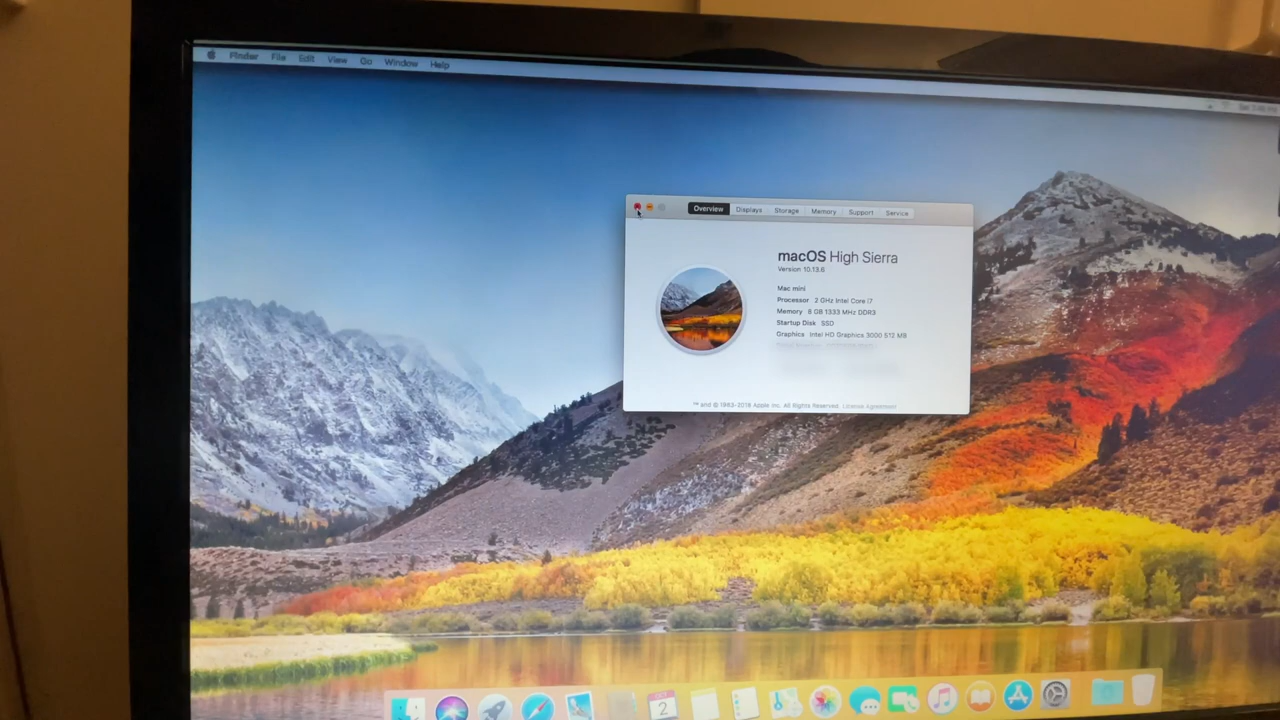 Finder File Edit View Go Window Help
Overview Displays Storage Memory Support Service
macOS High Sierra
Version 10.13.6
Mac mini
Processor 2 GHz Intel Core i7
Memory 8 GB 1333 MHz DDR3
Startup Disk SSD
Graphics Intel HD Graphics 3000 512 MB
™ and © 1983-2018 Apple Inc. All Rights Reserved. License Agreement
OCT
2